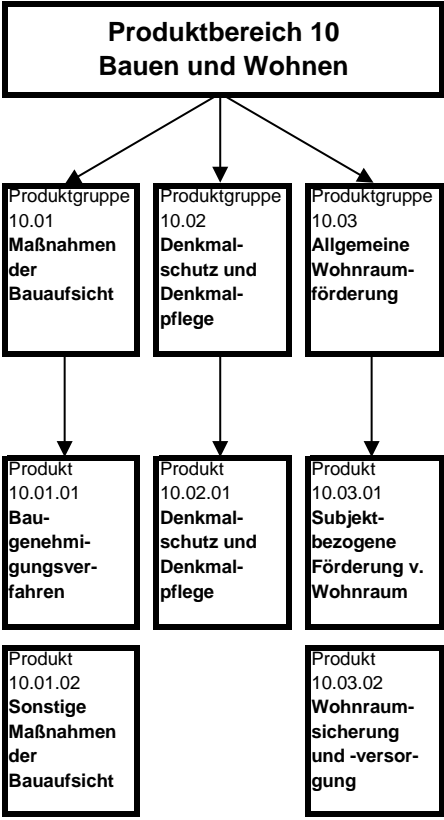 Produktbereich 10
Bauen und Wohnen
Produktgruppe
10.01
Maßnahmen
der
Bauaufsicht
Produktgruppe
10.02
Denkmal-
schutz und
Denkmal-
pflege
Produktgruppe
10.03
Allgemeine
Wohnraum-
förderung
Produkt
10.01.01
Bau-
genehmi-
gungsver-
fahren
Produkt
10.02.01
Denkmal-
schutz und
Denkmal-
pflege
Produkt
10.03.01
Subjekt-
bezogene
Förderung v.
Wohnraum
Produkt
10.01.02
Sonstige
Maßnahmen
der
Bauaufsicht
Produkt
10.03.02
Wohnraum-
sicherung
und -versor-
gung